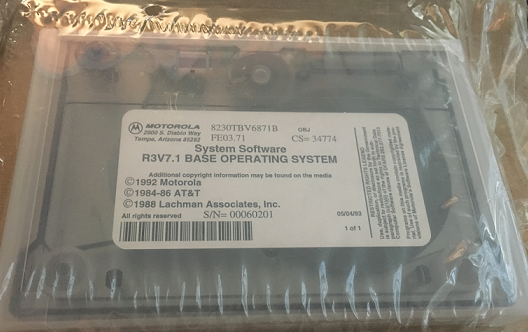 MOTOROLA
2900 S. Diablo Way
Tempe, Arizona 85282
8230TBV6871B
FE03.71
OBJ
CS= 34774
System Software
R3V7.1 BASE OPERATING SYSTEM
Additional copyright information may be found on the media
©1992 Motorola
©1984-86 AT&T
©1988 Lachman Associates, Inc.
All rights reserved
S/N= 00060201
05/04/93
1 of 1